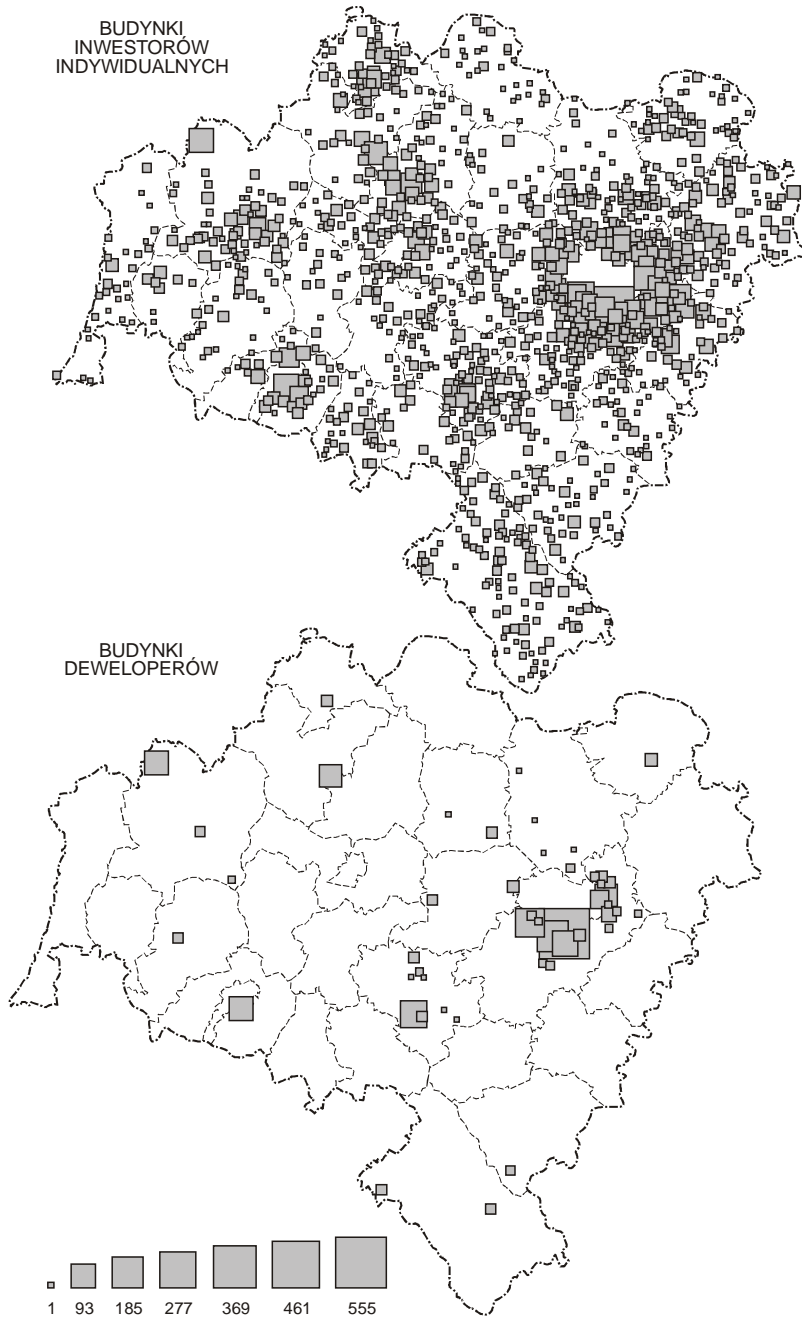 BUDYNKI
INWESTORÓW
INDYWIDUALNYCH
BUDYNKI
DEWELOPERÓW
1 93 185 277 369 461 555